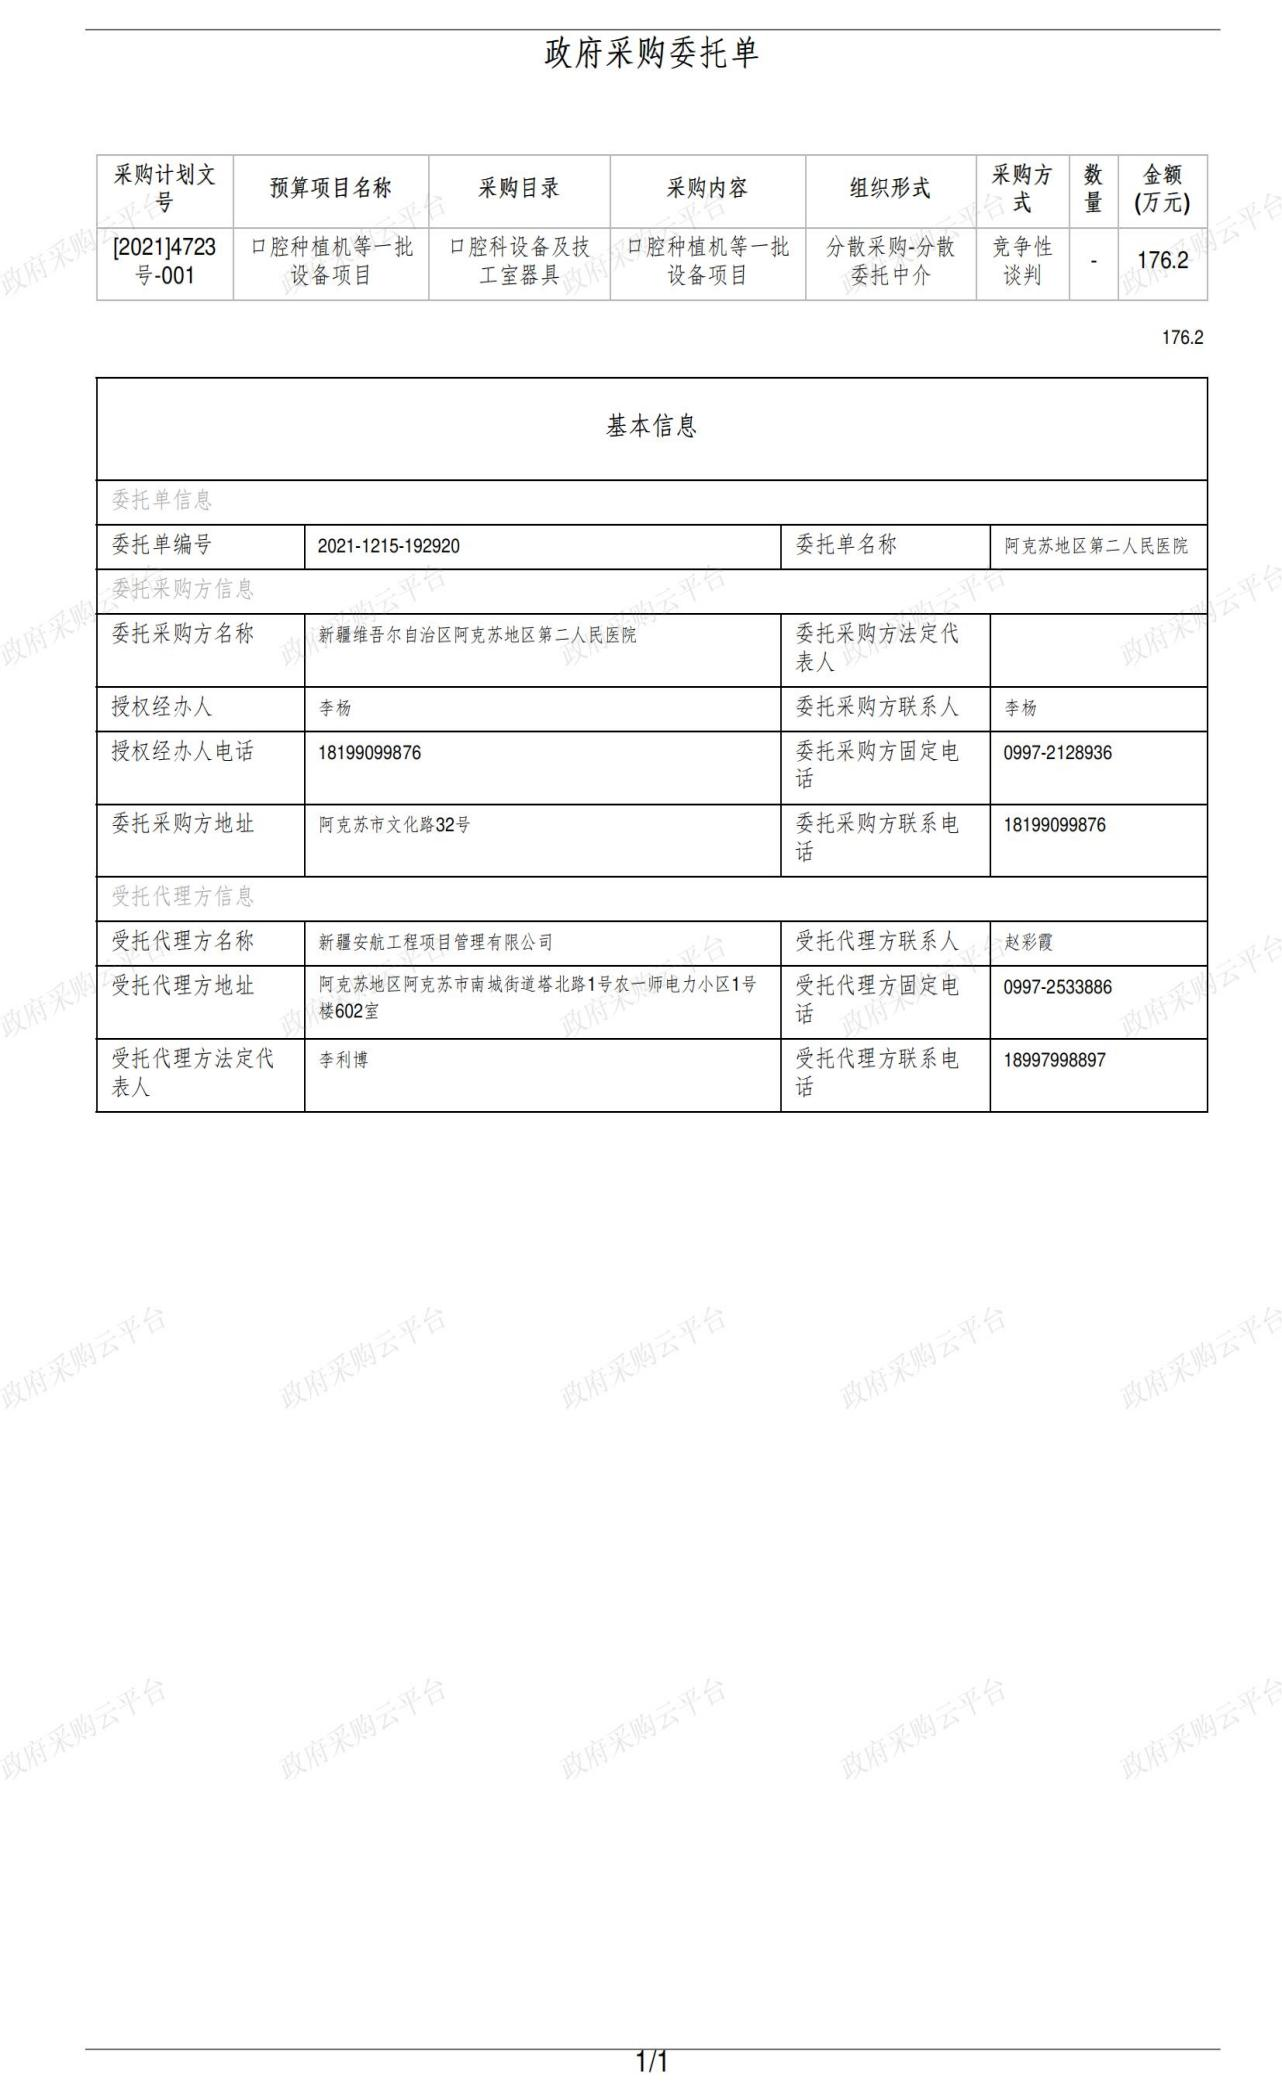 政府采购委托单
采购计划文号 预算项目名称 采购目录 采购内容 组织形式 采购方式 数量 金额(万元)
[2021]4723号-001 口腔种植机等一批设备项目 口腔科设备及技工室器具 口腔种植机等一批设备项目 分散采购-分散委托中介 竞争性谈判 - 176.2
176.2
基本信息
委托单信息
委托单编号 2021-1215-192920 委托单名称 阿克苏地区第二人民医院
委托采购方信息
委托采购方名称 新疆维吾尔自治区阿克苏地区第二人民医院 委托采购方法定代表人
授权经办人 李杨 委托采购方联系人 李杨
授权经办人电话 18199099876 委托采购方固定电话 0997-2128936
委托采购方地址 阿克苏市文化路32号 委托采购方联系电话 18199099876
受托代理方信息
受托代理方名称 新疆安航工程项目管理有限公司 受托代理方联系人 赵彩霞
受托代理方地址 阿克苏地区阿克苏市南城街道塔北路1号农一师电力小区1号楼602室 受托代理方固定电话 0997-2533886
受托代理方法定代表人 李利博 受托代理方联系电话 18997998897
政府采购云平台
1/1